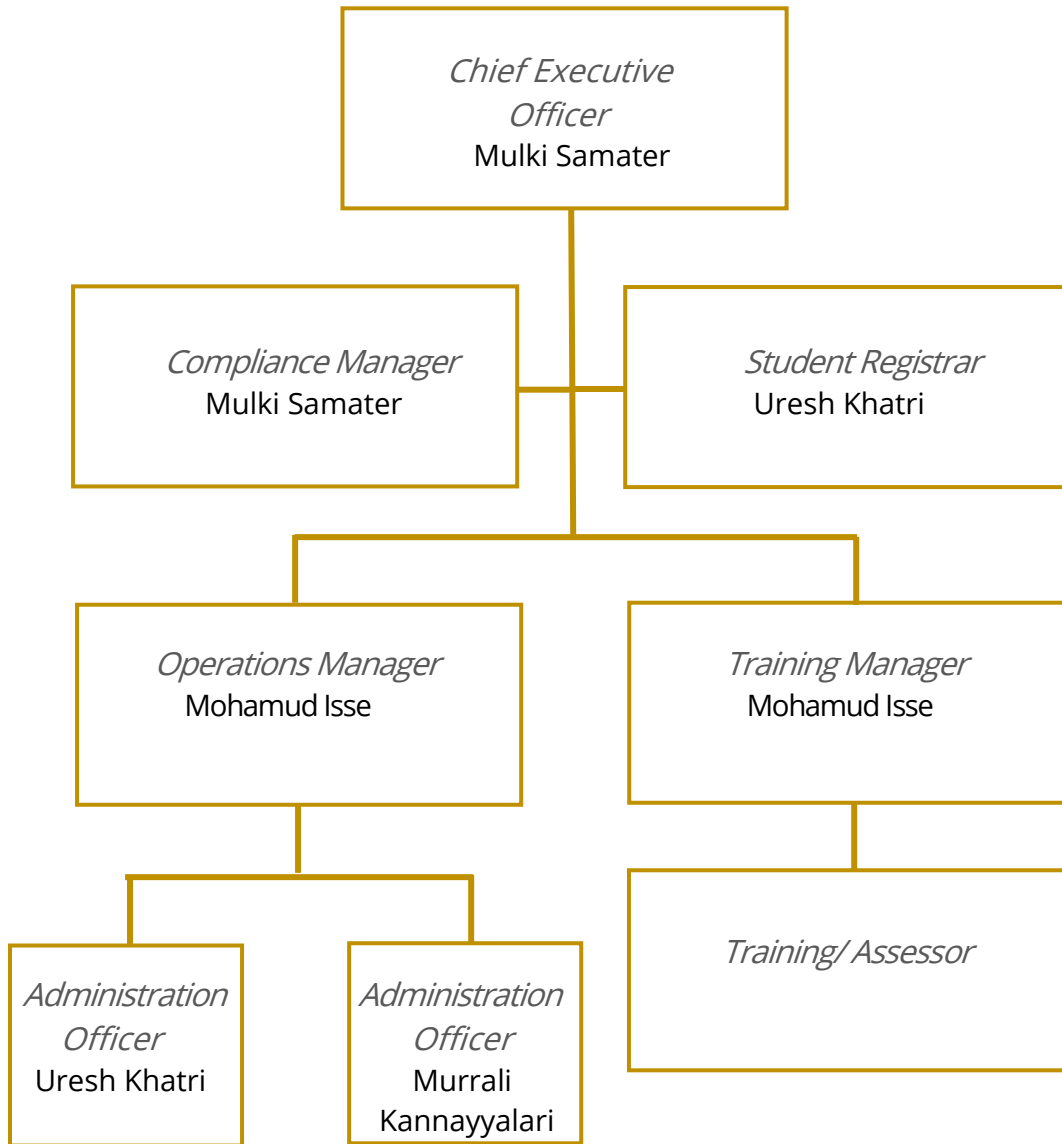 Chief Executive
Officer
Mulki Samater
Compliance Manager
Mulki Samater
Student Registrar
Uresh Khatri
Operations Manager
Mohamud Isse
Training Manager
Mohamud Isse
Administration
Officer
Uresh Khatri
Administration
Officer
Murrali
Kannayyalari
Training/ Assessor